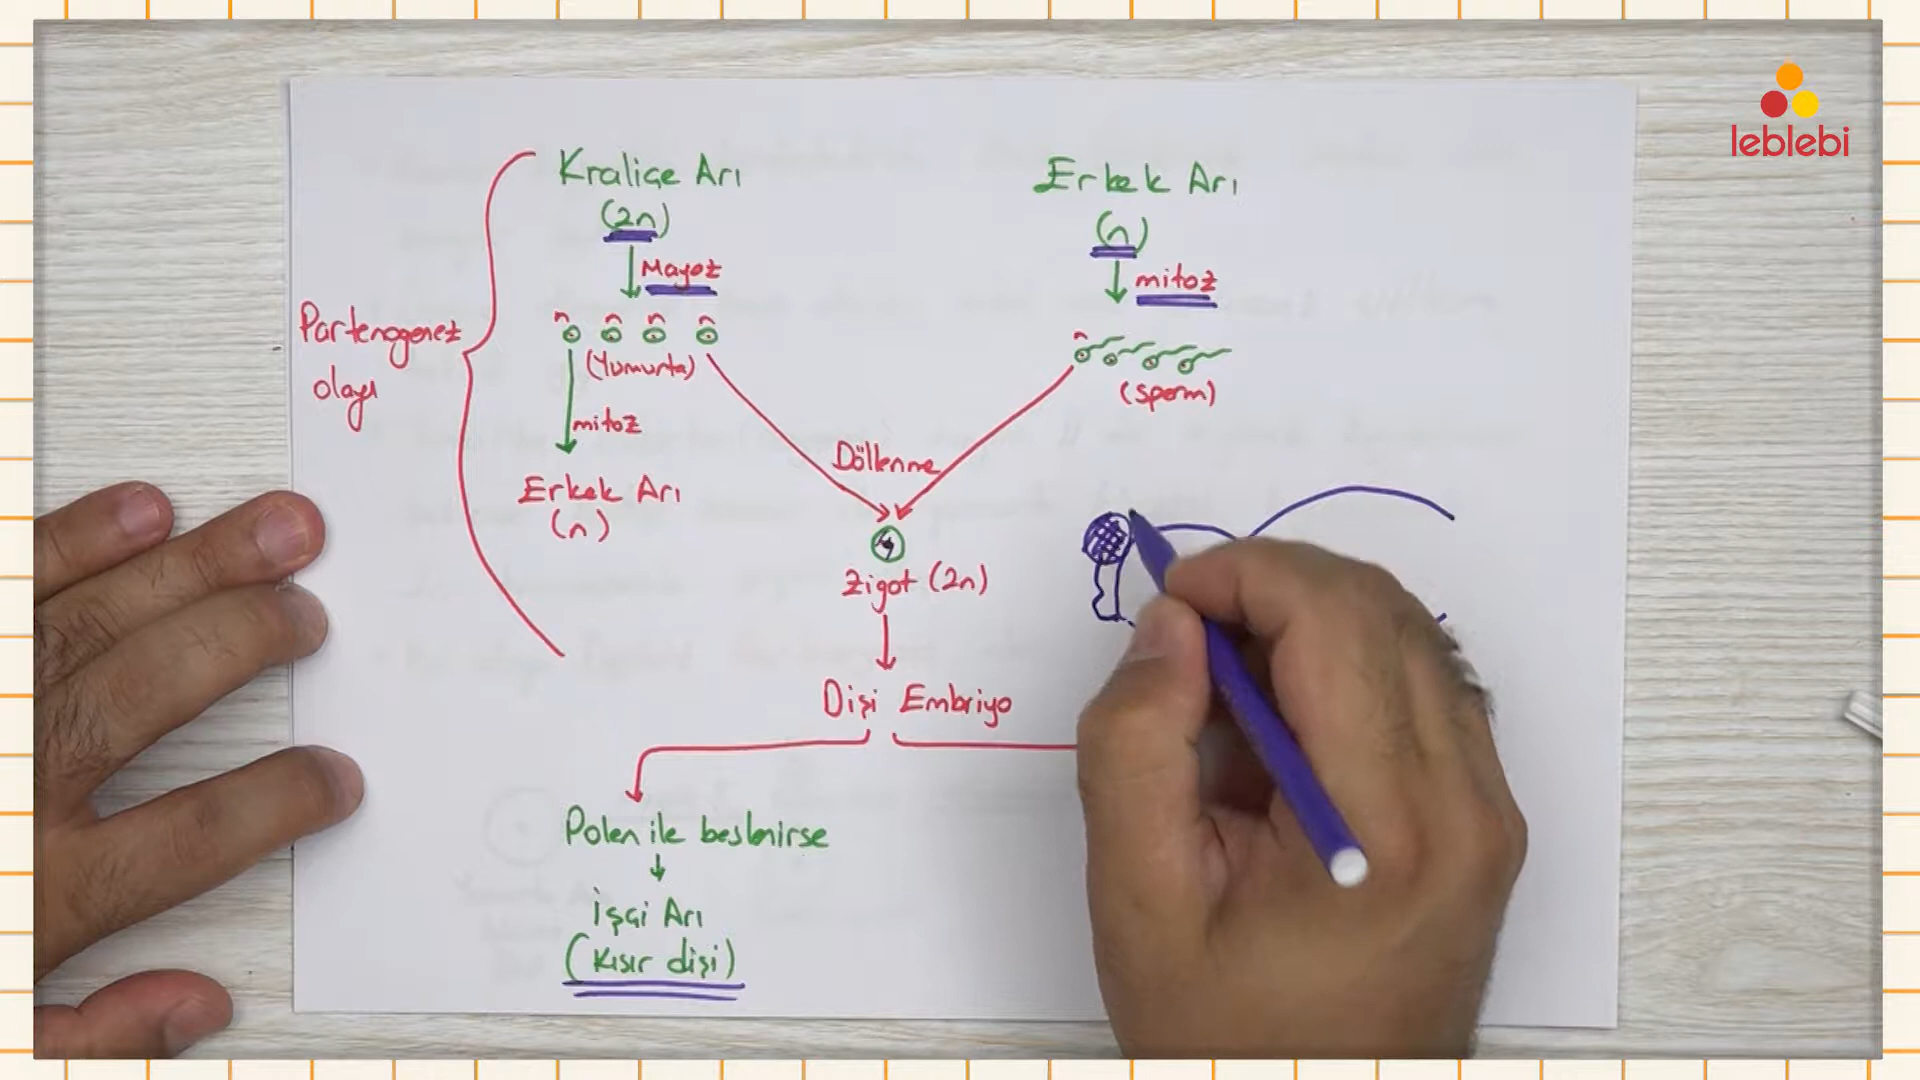 leblebi
Kraliçe Arı
(2n)
Mayoz
n n n n
(Yumurta)
mitoz
Erkek Arı
(n)
Partenogenez
olayı
Erkek Arı
(n)
mitoz
n
(sperm)
Döllenme
Zigot (2n)
Dişi Embriyo
Polen ile beslenirse
İşçi Arı
(Kısır dişi)